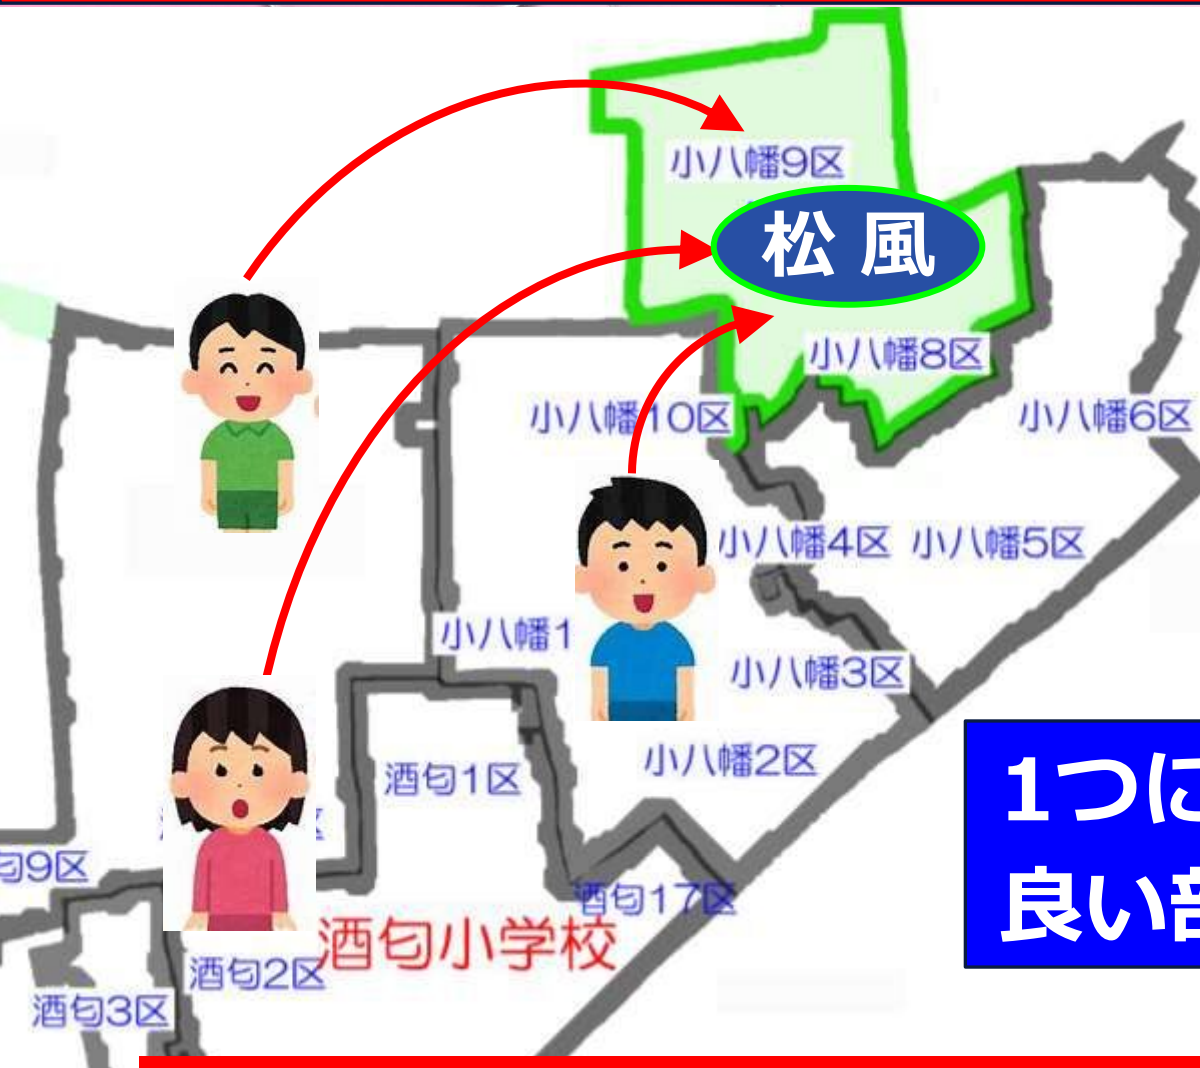 小八幡9区
松風
小八幡8区
小八幡10区
小八幡6区
小八幡4区
小八幡5区
小八幡1
小八幡3区
小八幡2区
酒匂1区
1つに
良い部
匂9区
酒匂17区
酒匂小学校
酒匂2区
酒匂3区